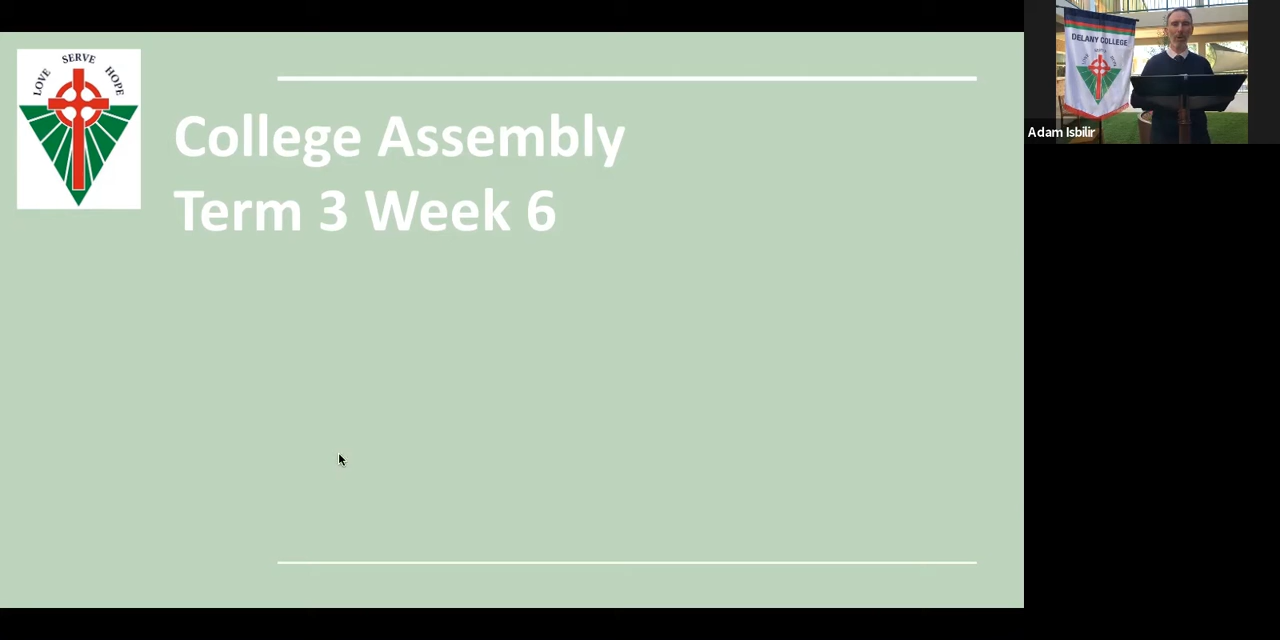 LOVE SERVE HOPE
College Assembly
Term 3 Week 6
DELANY COLLEGE
Adam Isbilir